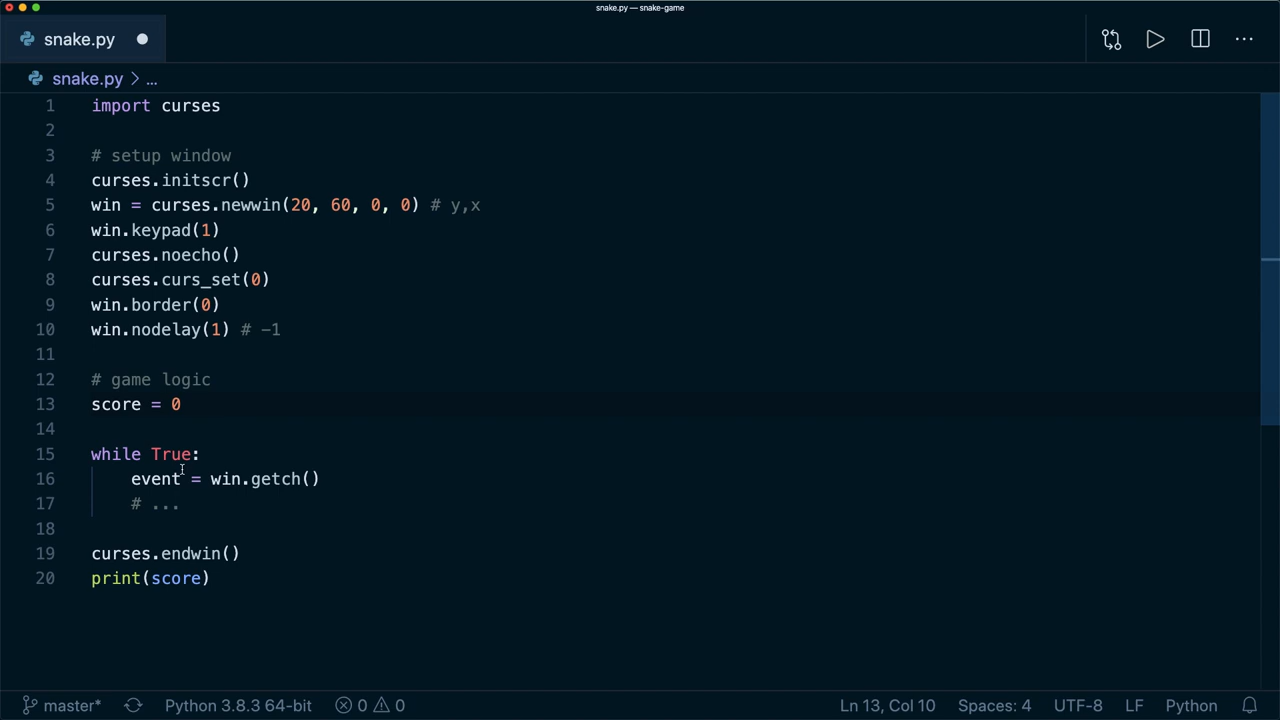 snake.py — snake-game
snake.py
snake.py > ...
1 import curses
2
3 # setup window
4 curses.initscr()
5 win = curses.newwin(20, 60, 0, 0) # y,x
6 win.keypad(1)
7 curses.noecho()
8 curses.curs_set(0)
9 win.border(0)
10 win.nodelay(1) # -1
11
12 # game logic
13 score = 0
14
15 while True:
16     event = win.getch()
17     # ...
18
19 curses.endwin()
20 print(score)
master* Python 3.8.3 64-bit 0 0 Ln 13, Col 10 Spaces: 4 UTF-8 LF Python